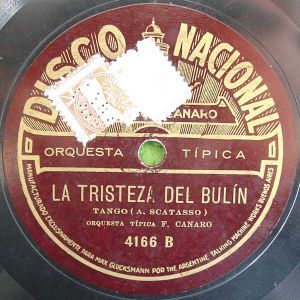 DISCO NACIONAL
CANARO
ORQUESTA TÍPICA
LA TRISTEZA DEL BULÍN
TANGO (A. SCATASSO)
ORQUESTA TÍPICA F. CANARO
4166 B
MANUFACTURADO EXCLUSIVAMENTE PARA MAX GLÜCKSMANN POR THE ARGENTINE TALKING MACHINE WORKS BUENOS AIRES